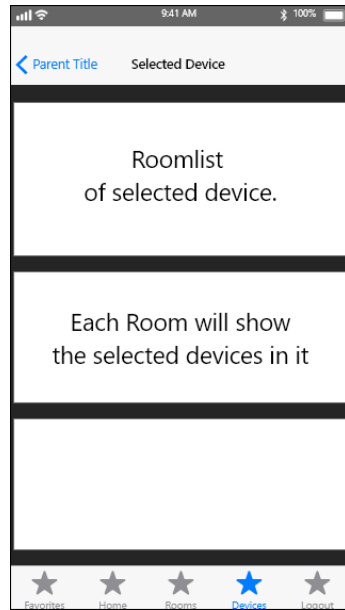 9:41 AM
100%
Parent Title
Selected Device
Roomlist
of selected device.
Each Room will show
the selected devices in it
Favorites
Home
Rooms
Devices
Logout